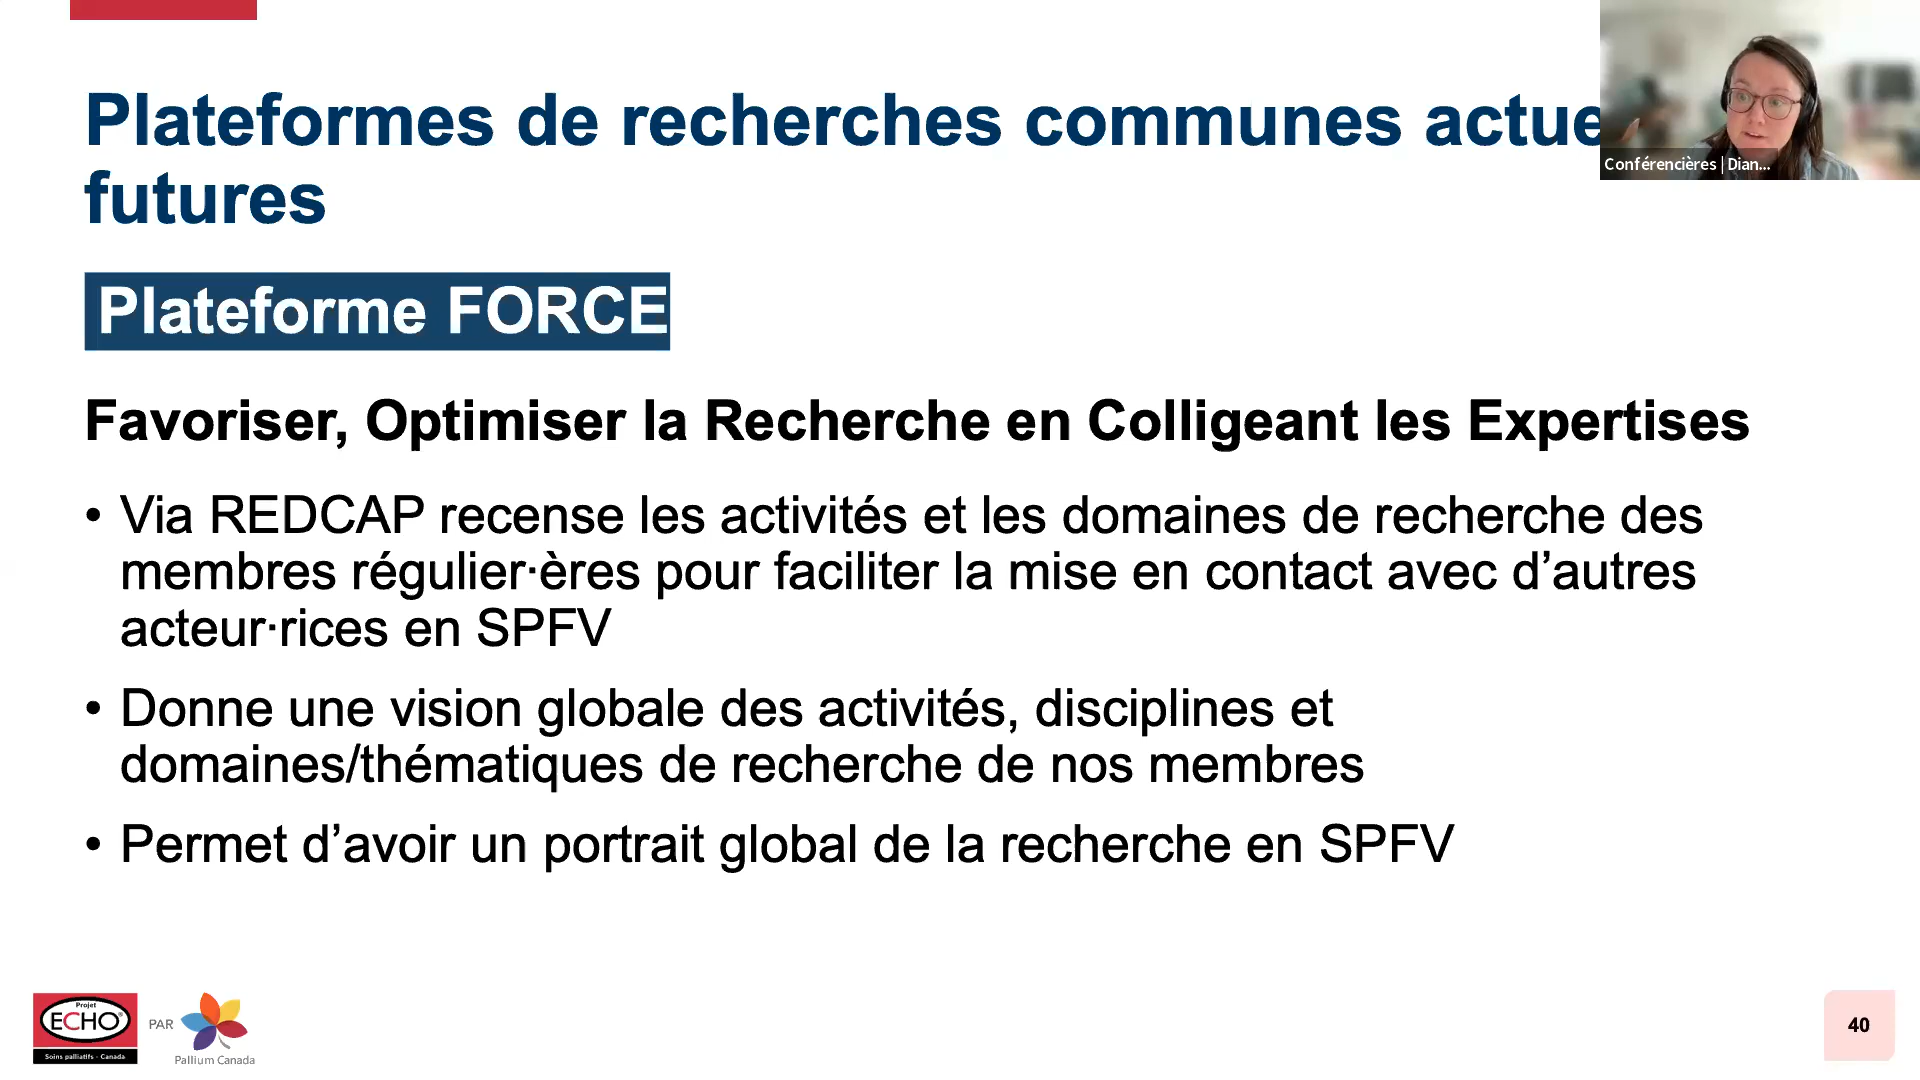 Plateformes de recherches communes actue
futures
Conférencières | Dian...
Plateforme FORCE
Favoriser, Optimiser la Recherche en Colligeant les Expertises
• Via REDCAP recense les activités et les domaines de recherche des
membres régulier·ères pour faciliter la mise en contact avec d’autres
acteur·rices en SPFV
• Donne une vision globale des activités, disciplines et
domaines/thématiques de recherche de nos membres
• Permet d’avoir un portrait global de la recherche en SPFV
Projet
ECHO®
Soins palliatifs - Canada
PAR
Pallium Canada
40